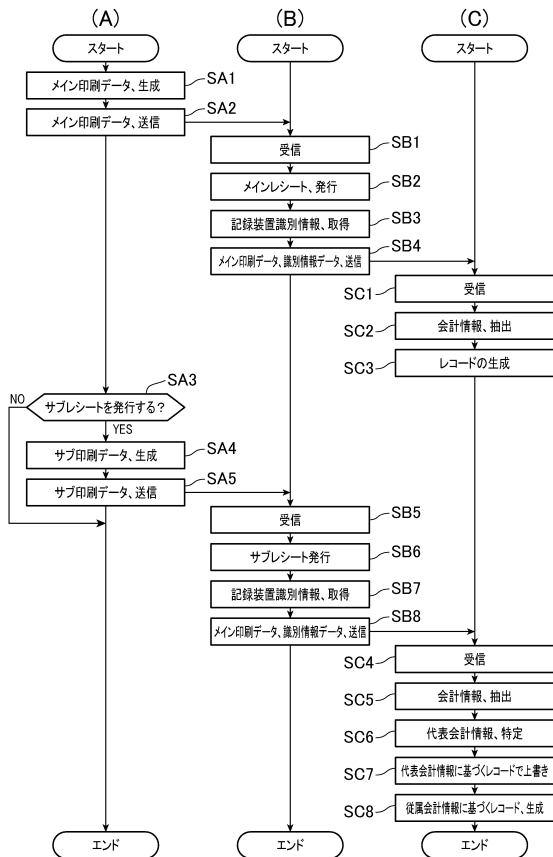 (A)
(B)
(C)
スタート
スタート
スタート
メイン印刷データ、生成
SA1
メイン印刷データ、送信
SA2
受信
SB1
メインレシート、発行
SB2
記録装置識別情報、取得
SB3
メイン印刷データ、識別情報データ、送信
SB4
SC1
受信
SC2
会計情報、抽出
SC3
レコードの生成
SA3
NO
サブレシートを発行する?
YES
サブ印刷データ、生成
SA4
サブ印刷データ、送信
SA5
受信
SB5
サブレシート発行
SB6
記録装置識別情報、取得
SB7
メイン印刷データ、識別情報データ、送信
SB8
SC4
受信
SC5
会計情報、抽出
SC6
代表会計情報、特定
SC7
代表会計情報に基づくレコードで上書き
SC8
従属会計情報に基づくレコード、生成
エンド
エンド
エンド